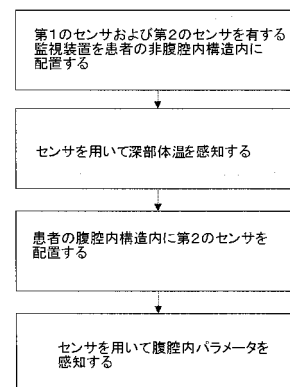 第1のセンサおよび第2のセンサを有する
監視装置を患者の非腹腔内構造内に
配置する
センサを用いて深部体温を感知する
患者の腹腔内構造内に第2のセンサを
配置する
センサを用いて腹腔内パラメータを
感知する